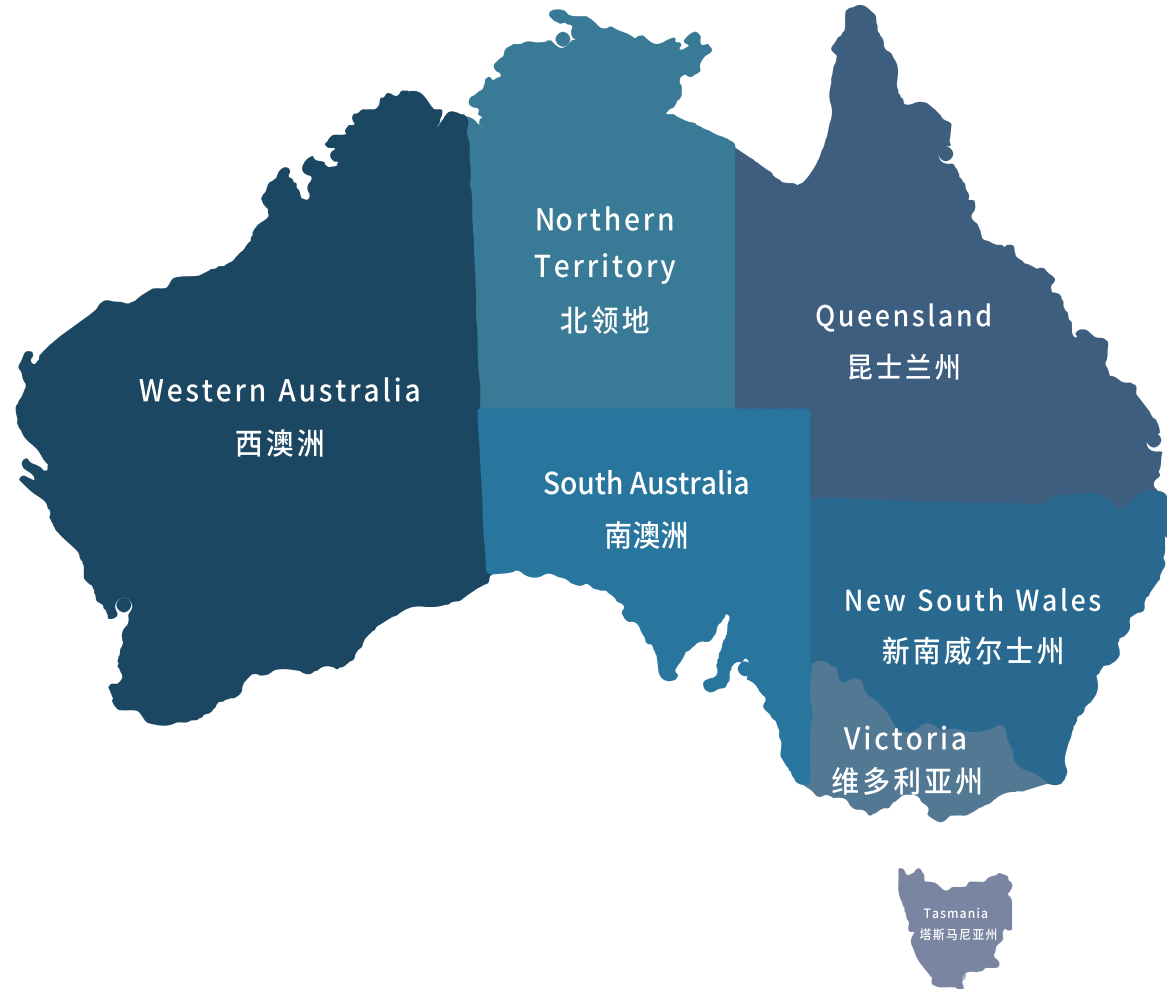 Northern
Territory
北领地
Queensland
昆士兰州
Western Australia
西澳洲
South Australia
南澳洲
New South Wales
新南威尔士州
Victoria
维多利亚州
Tasmania
塔斯马尼亚州